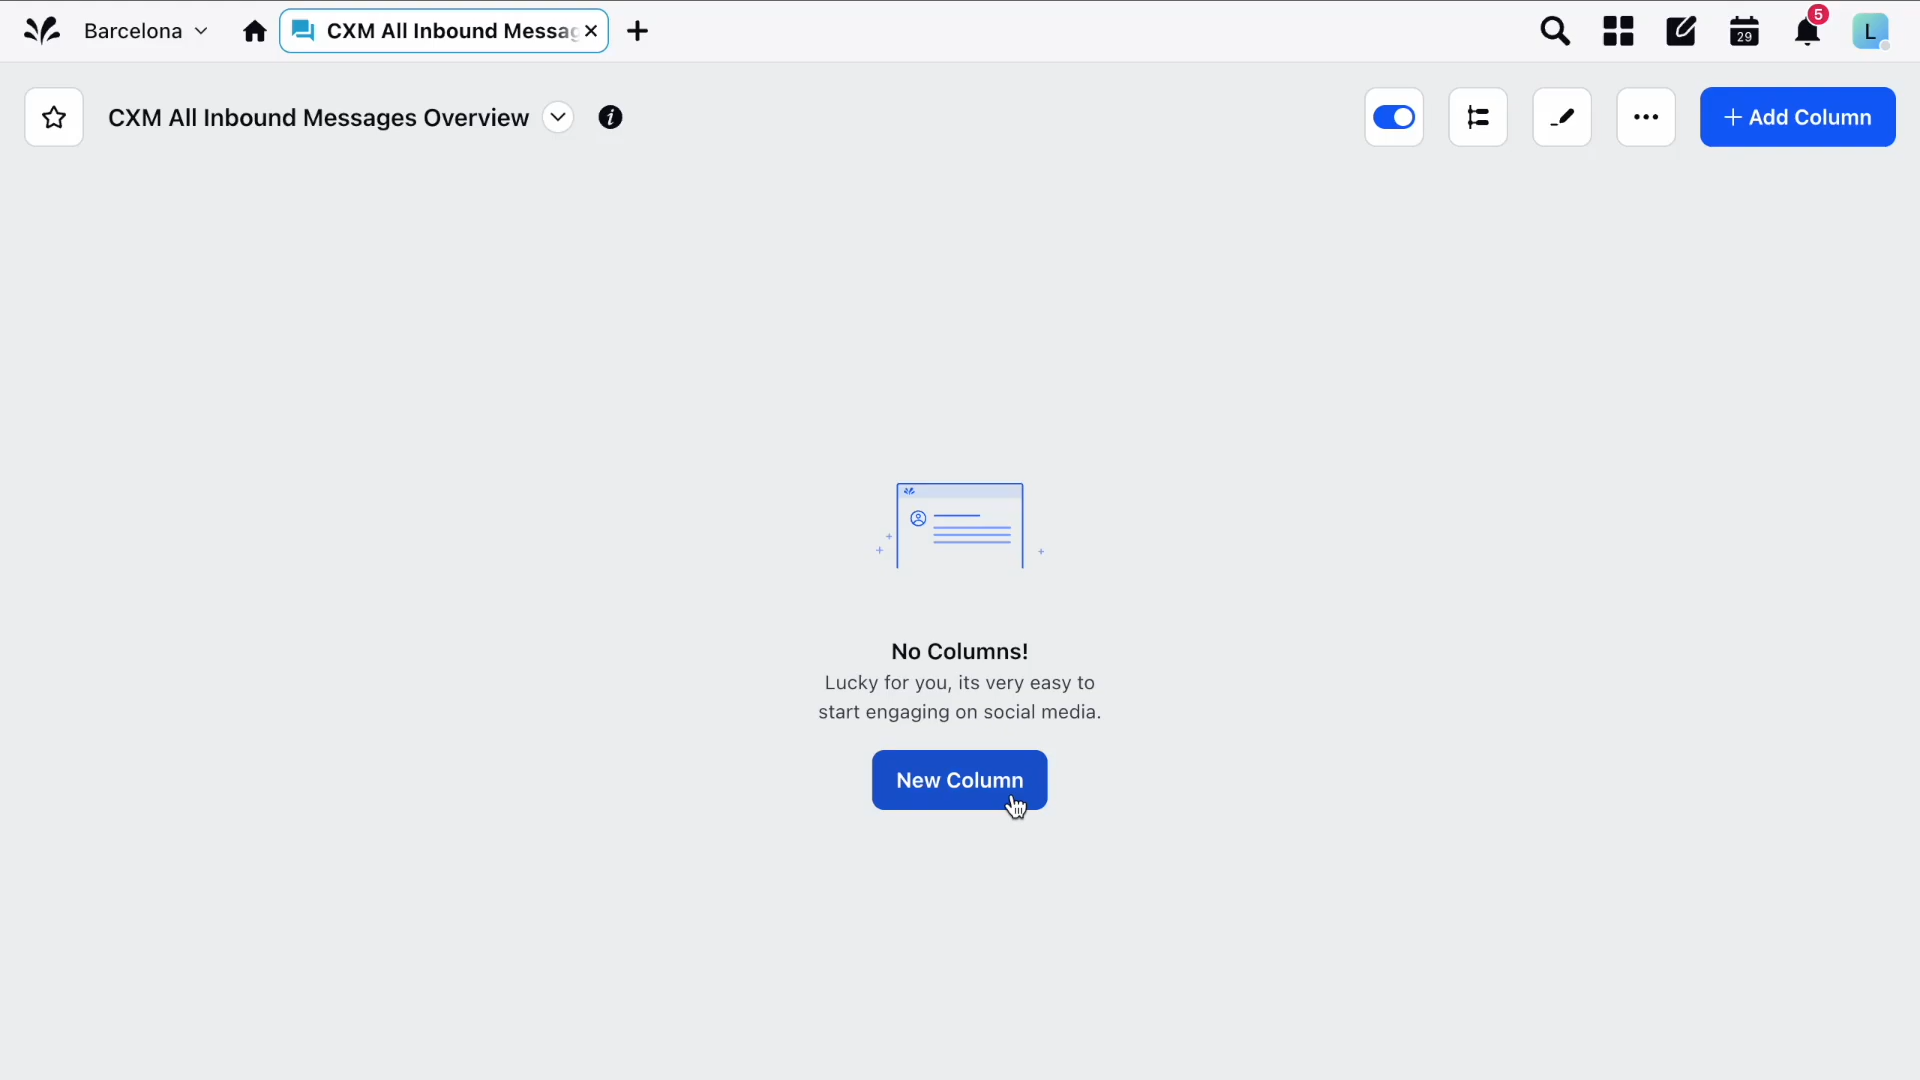 Barcelona
CXM All Inbound Messag
29
5
L
CXM All Inbound Messages Overview
i
+ Add Column
No Columns!
Lucky for you, its very easy to
start engaging on social media.
New Column